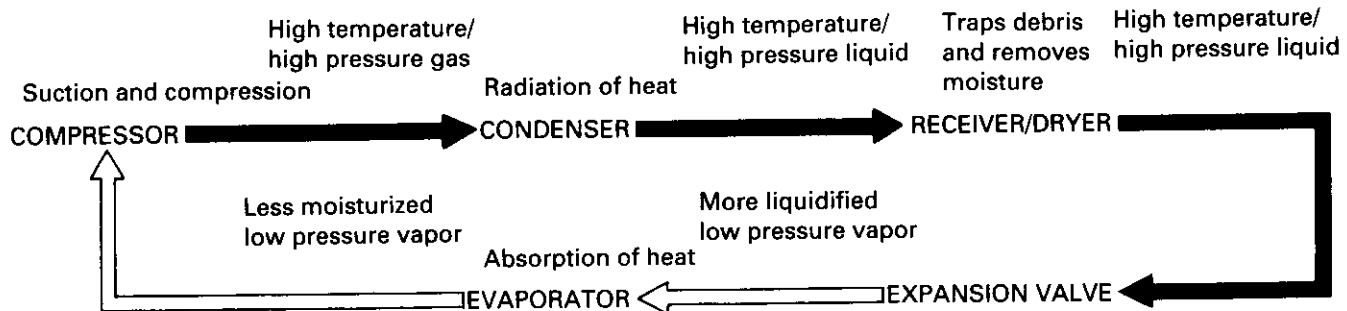 High temperature/
high pressure gas
High temperature/
high pressure liquid
Traps debris
and removes
moisture
High temperature/
high pressure liquid
Suction and compression
Radiation of heat
COMPRESSOR
CONDENSER
RECEIVER/DRYER
Less moisturized
low pressure vapor
More liquidified
low pressure vapor
Absorption of heat
EVAPORATOR
EXPANSION VALVE